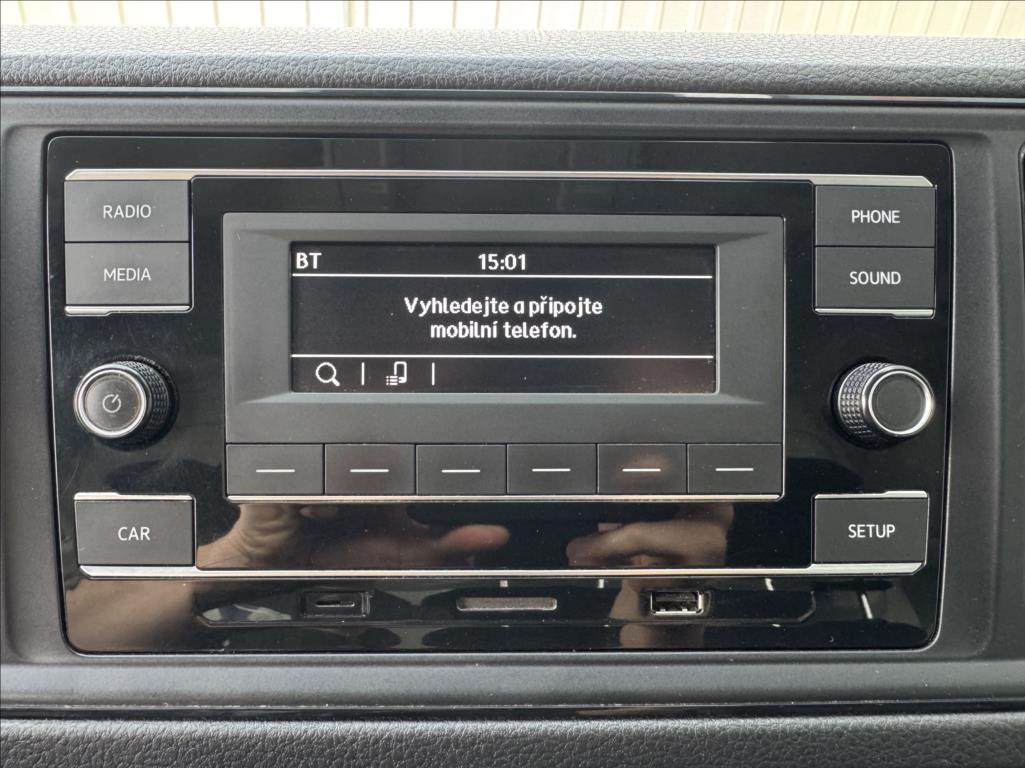 RADIO
MEDIA
BT 15:01
Vyhledejte a připojte
mobilní telefon.
PHONE
SOUND
CAR
SETUP